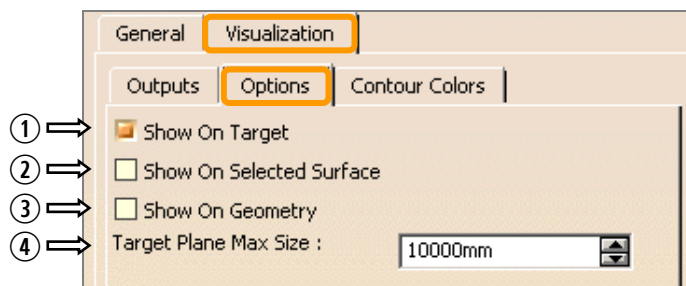 General Visualization
Outputs Options Contour Colors
① Show On Target
② Show On Selected Surface
③ Show On Geometry
④ Target Plane Max Size : 10000mm